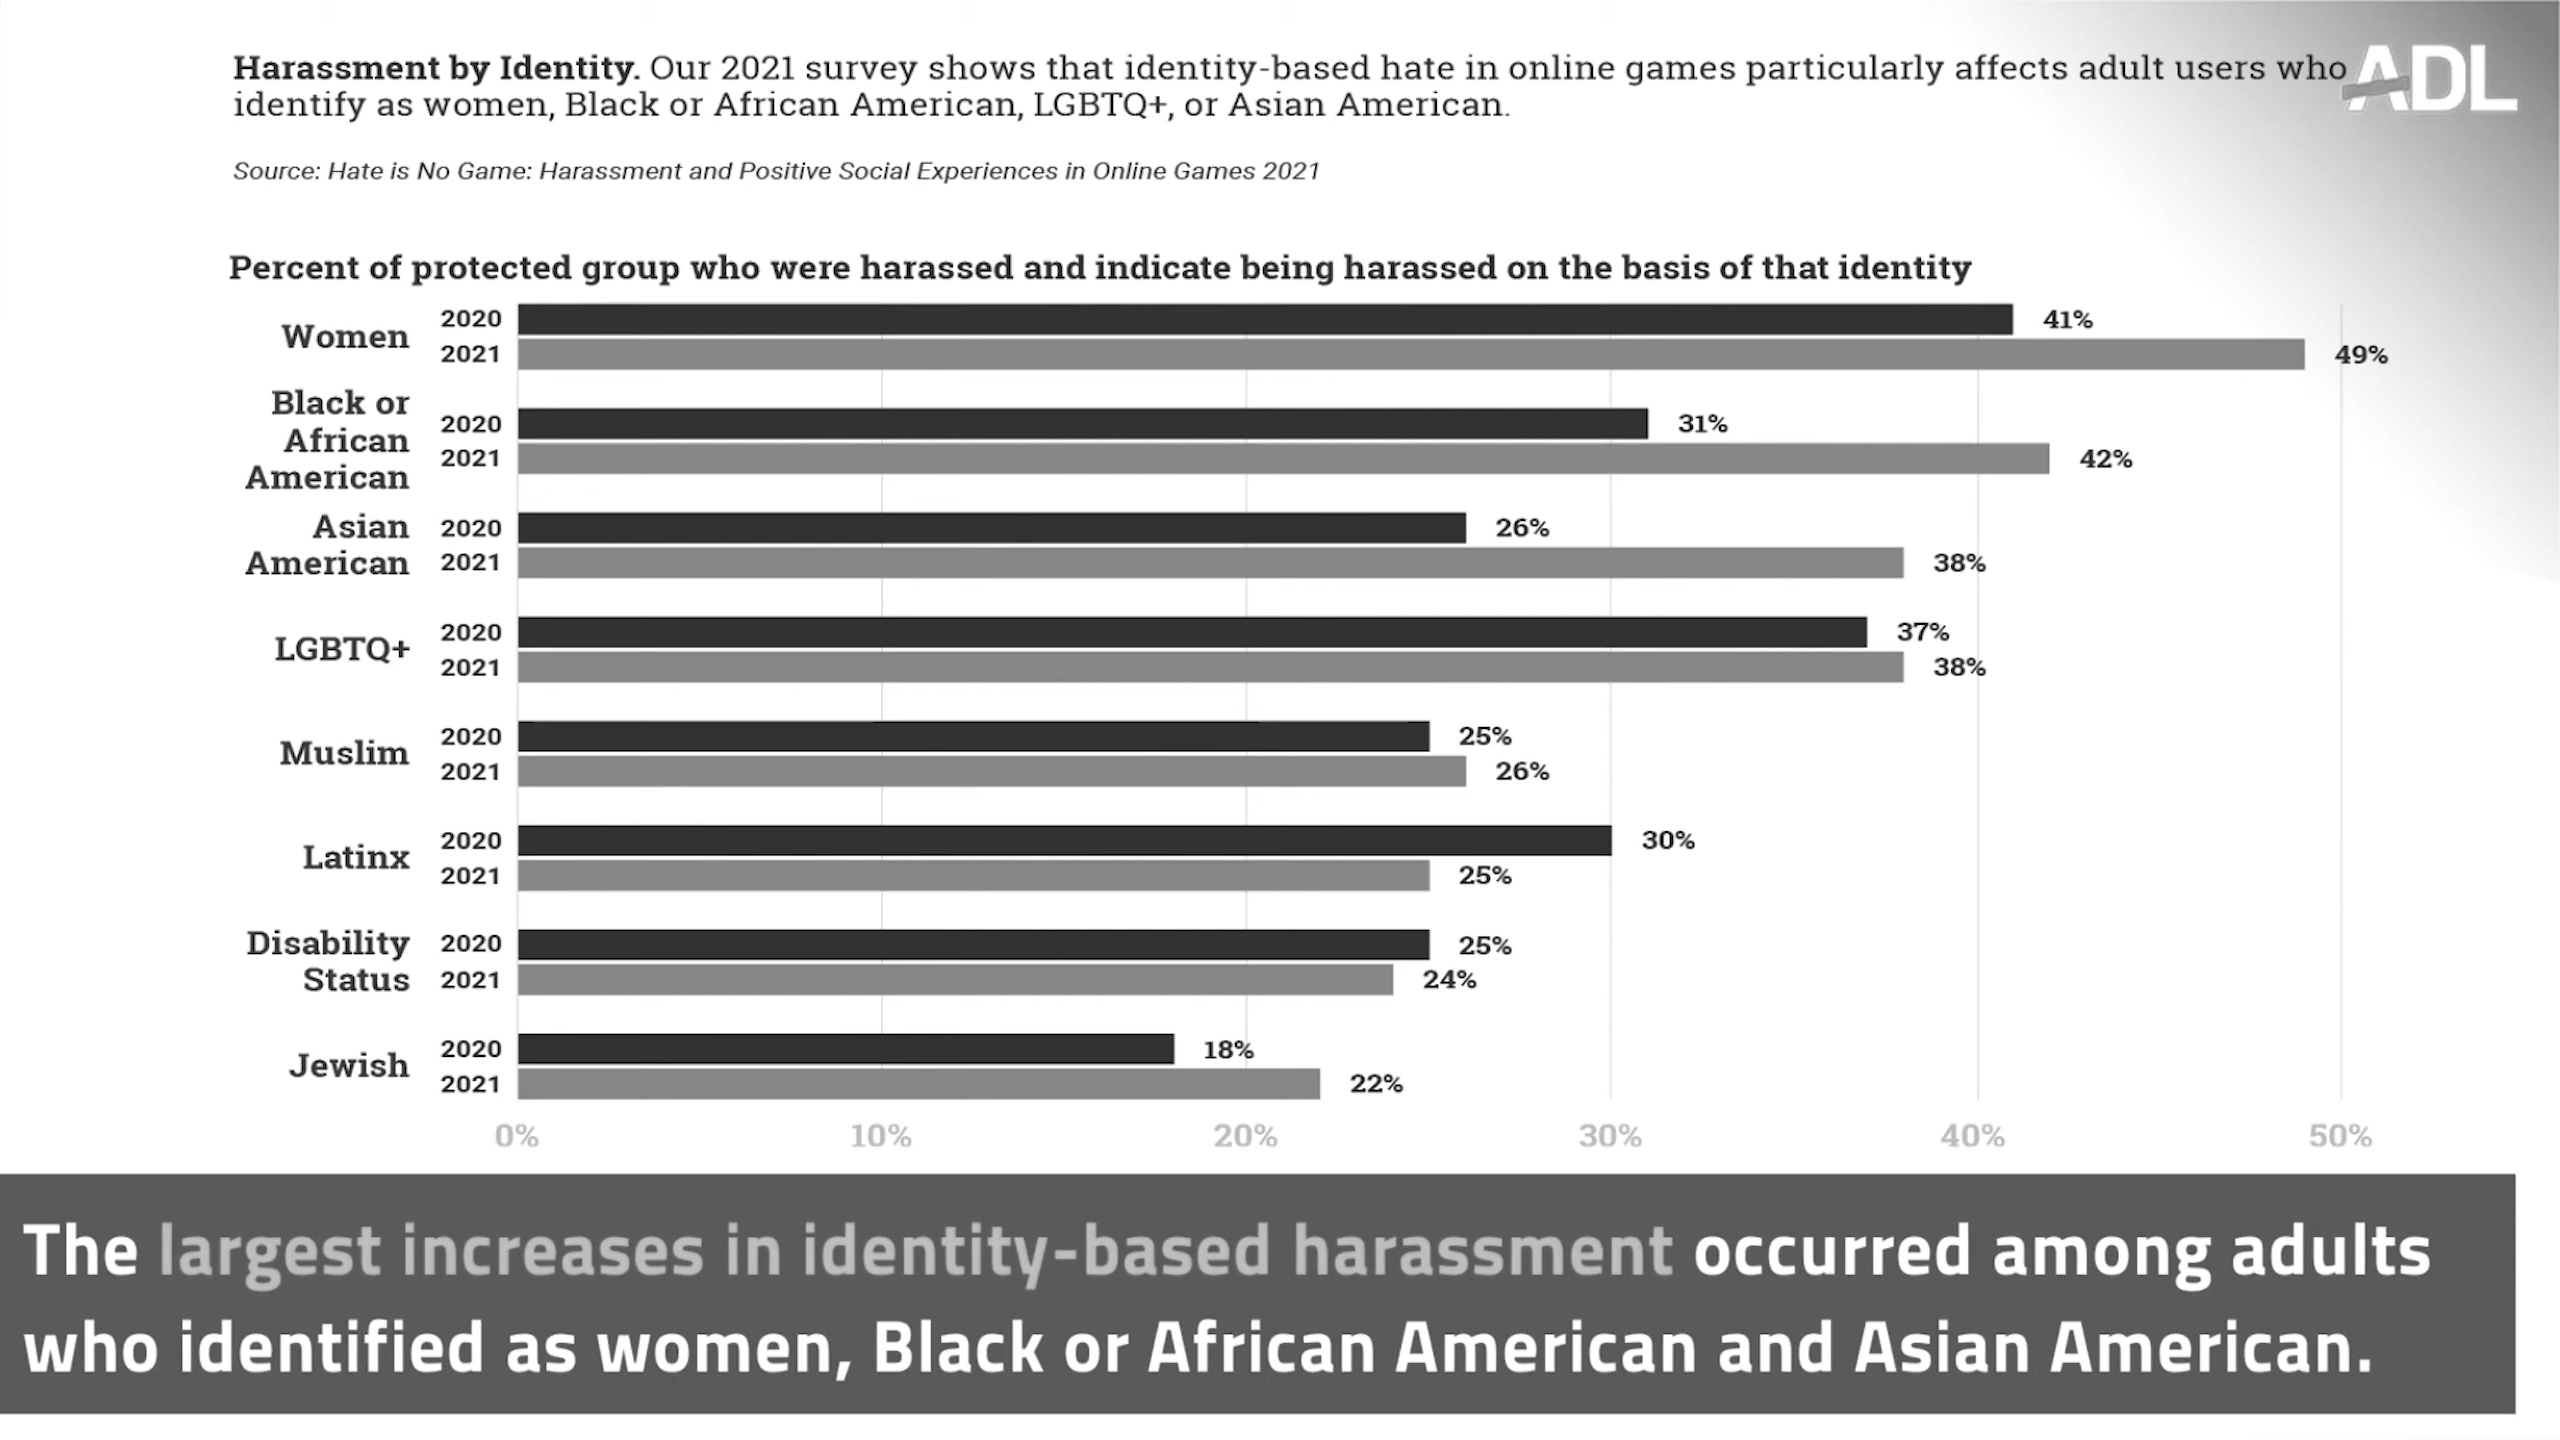 Harassment by Identity. Our 2021 survey shows that identity-based hate in online games particularly affects adult users who
identify as women, Black or African American, LGBTQ+, or Asian American.
ADL
Source: Hate is No Game: Harassment and Positive Social Experiences in Online Games 2021
Percent of protected group who were harassed and indicate being harassed on the basis of that identity
Women
2020 41%
2021 49%
Black or
African
American
2020 31%
2021 42%
Asian
American
2020 26%
2021 38%
LGBTQ+
2020 37%
2021 38%
Muslim
2020 25%
2021 26%
Latinx
2020 30%
2021 25%
Disability
Status
2020 25%
2021 24%
Jewish
2020 18%
2021 22%
0% 10% 20% 30% 40% 50%
The largest increases in identity-based harassment occurred among adults
who identified as women, Black or African American and Asian American.